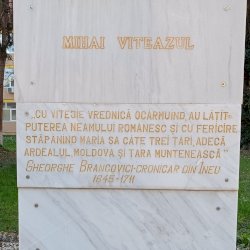 MIHAI VITEAZUL
„CU VITEJIE VREDNICĂ OCÂRMUIND, AU LĂȚIT
PUTEREA NEAMULUI ROMÂNESC ȘI CU FERICIRE
STĂPÂNIND MĂRIA SA CÂTE TREI ȚĂRI, ADECĂ
ARDEALUL, MOLDOVA ȘI ȚARA MUNTENEASCĂ”
GHEORGHE BRANCOVICI-CRONICAR DIN INEU
1645-1711